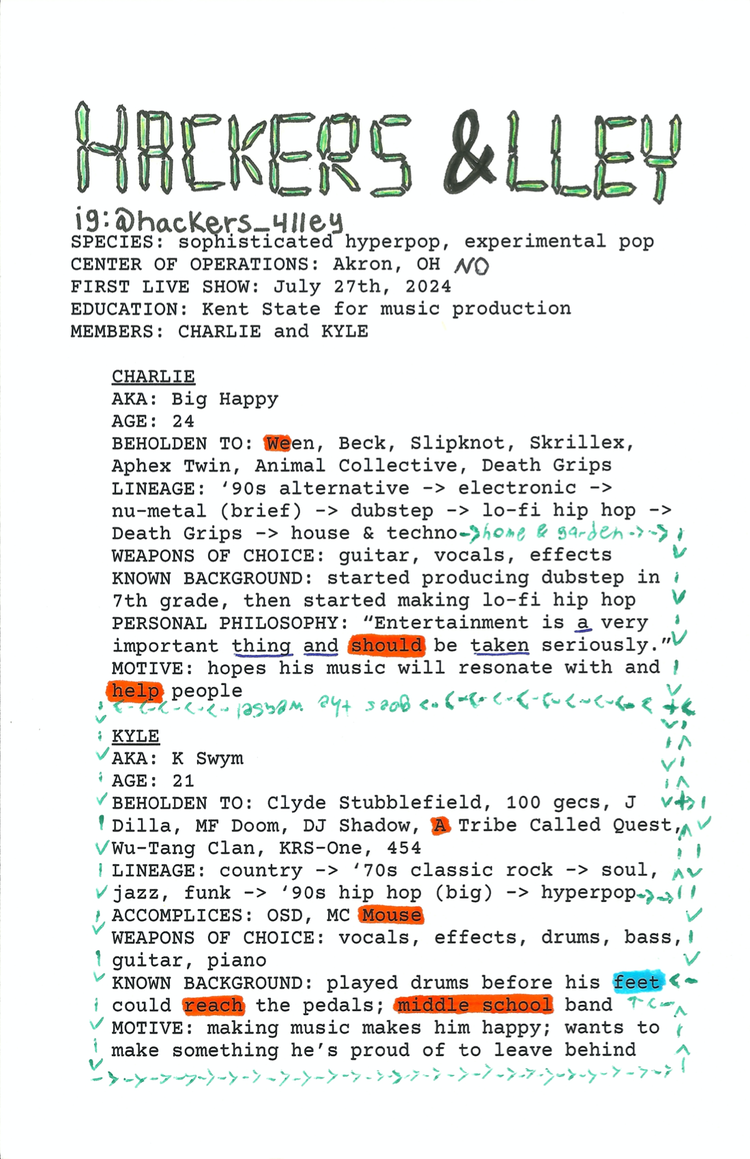 HACKERS &LLEY
ig:@hackers_4lley
SPECIES: sophisticated hyperpop, experimental pop
CENTER OF OPERATIONS: Akron, OH NO
FIRST LIVE SHOW: July 27th, 2024
EDUCATION: Kent State for music production
MEMBERS: CHARLIE and KYLE
CHARLIE
AKA: Big Happy
AGE: 24
BEHOLDEN TO: Ween, Beck, Slipknot, Skrillex,
Aphex Twin, Animal Collective, Death Grips
LINEAGE: ‘90s alternative -> electronic ->
nu-metal (brief) -> dubstep -> lo-fi hip hop ->
Death Grips -> house & techno->home & garden->->
WEAPONS OF CHOICE: guitar, vocals, effects
KNOWN BACKGROUND: started producing dubstep in
7th grade, then started making lo-fi hip hop
PERSONAL PHILOSOPHY: “Entertainment is a very
important thing and should be taken seriously.”
MOTIVE: hopes his music will resonate with and
help people
goes the weasel
KYLE
AKA: K Swym
AGE: 21
BEHOLDEN TO: Clyde Stubblefield, 100 gecs, J
Dilla, MF Doom, DJ Shadow, A Tribe Called Quest,
Wu-Tang Clan, KRS-One, 454
LINEAGE: country -> ‘70s classic rock -> soul,
jazz, funk -> ‘90s hip hop (big) -> hyperpop
ACCOMPLICES: OSD, MC Mouse
WEAPONS OF CHOICE: vocals, effects, drums, bass,
guitar, piano
KNOWN BACKGROUND: played drums before his feet
could reach the pedals; middle school band
MOTIVE: making music makes him happy; wants to
make something he’s proud of to leave behind